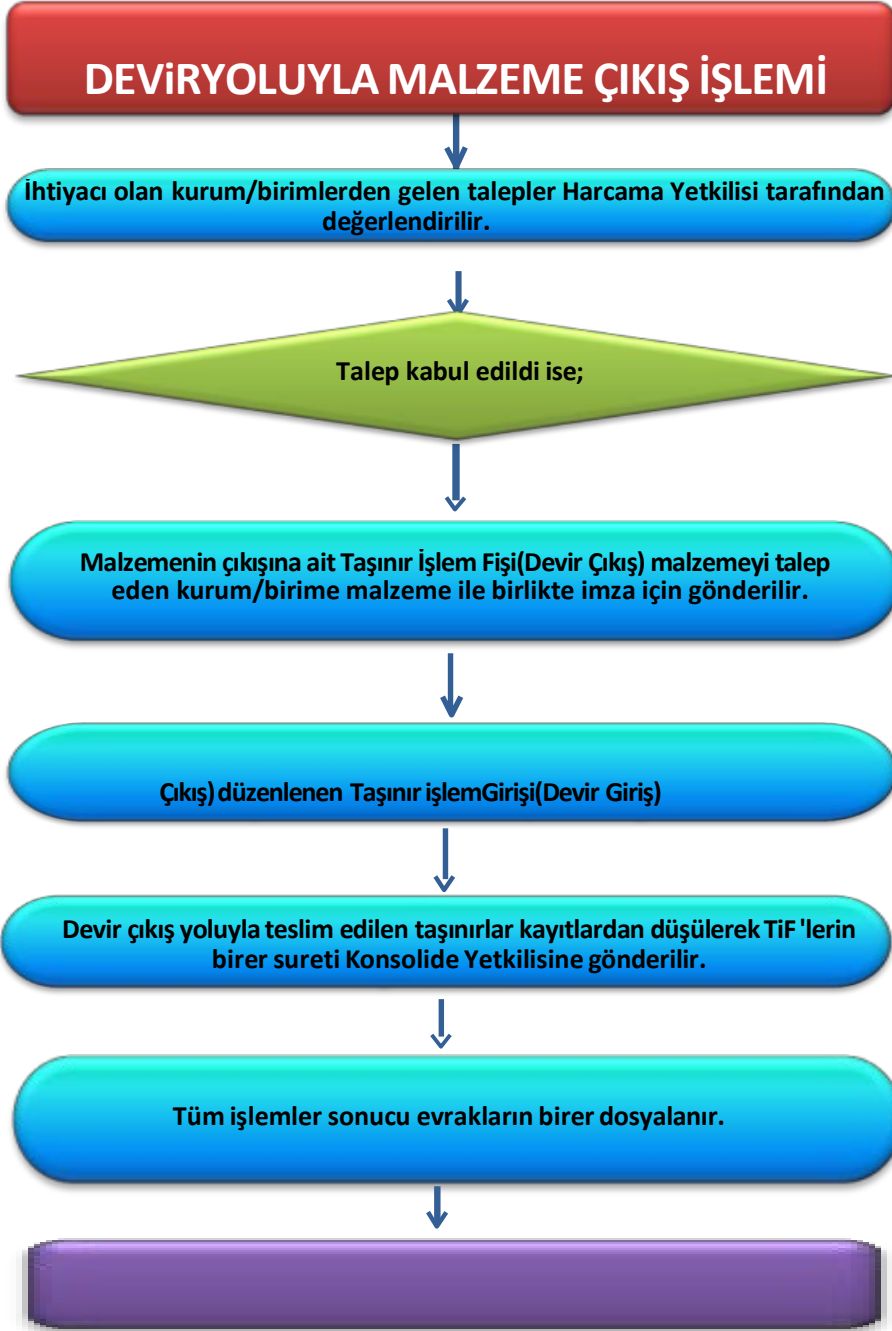 DEViRYOLUYLA MALZEME ÇIKIŞ İŞLEMİ
İhtiyacı olan kurum/birimlerden gelen talepler Harcama Yetkilisi tarafından
değerlendirilir.
Talep kabul edildi ise;
Malzemenin çıkışına ait Taşınır İşlem Fişi(Devir Çıkış) malzemeyi talep
eden kurum/birime malzeme ile birlikte imza için gönderilir.
Çıkış) düzenlenen Taşınır işlemGirişi(Devir Giriş)
Devir çıkış yoluyla teslim edilen taşınırlar kayıtlardan düşülerek TiF 'lerin
birer sureti Konsolide Yetkilisine gönderilir.
Tüm işlemler sonucu evrakların birer dosyalanır.